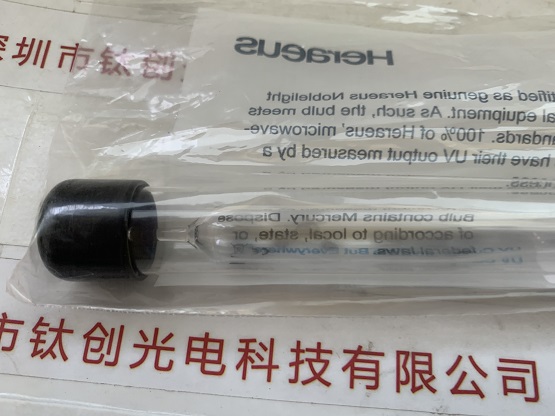 深圳市钛创
Heraeus
tified as genuine Heraeus Noblelight
al equipment. As such, the bulb meets
ndards. 100% of Heraeus' microwave-
have their UV output measured by a
Bulb contains Mercury. Dispose
of according to local, state, or
federal laws.
市钛创光电科技有限公司